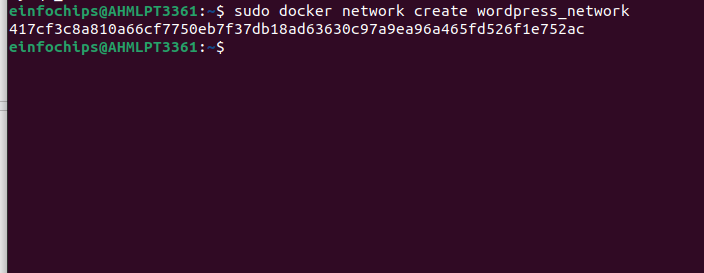 einfochips@AHMLPT3361:~$ sudo docker network create wordpress_network
417cf3c8a810a66cf7750eb7f37db18ad63630c97a9ea96a465fd526f1e752ac
einfochips@AHMLPT3361:~$